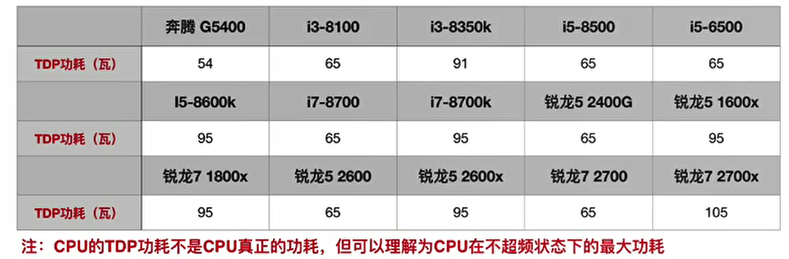 奔腾 G5400 i3-8100 i3-8350k i5-8500 i5-6500
TDP功耗（瓦） 54 65 91 65 65
I5-8600k i7-8700 i7-8700k 锐龙5 2400G 锐龙5 1600x
TDP功耗（瓦） 95 65 95 65 95
锐龙7 1800x 锐龙5 2600 锐龙5 2600x 锐龙7 2700 锐龙7 2700x
TDP功耗（瓦） 95 65 95 65 105
注：CPU的TDP功耗不是CPU真正的功耗，但可以理解为CPU在不超频状态下的最大功耗